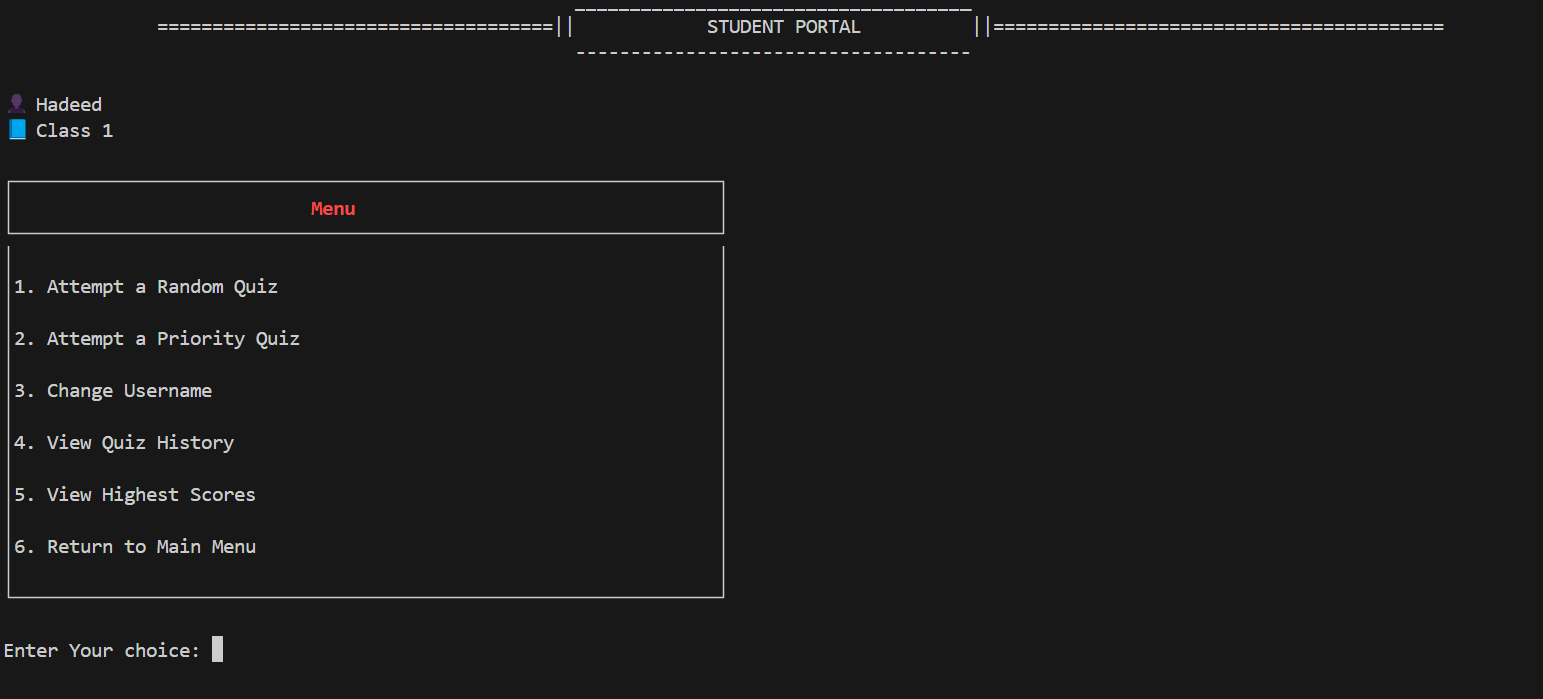 ====================================|| STUDENT PORTAL ||=========================================
------------------------------------
Hadeed
Class 1
Menu
1. Attempt a Random Quiz
2. Attempt a Priority Quiz
3. Change Username
4. View Quiz History
5. View Highest Scores
6. Return to Main Menu
Enter Your choice: